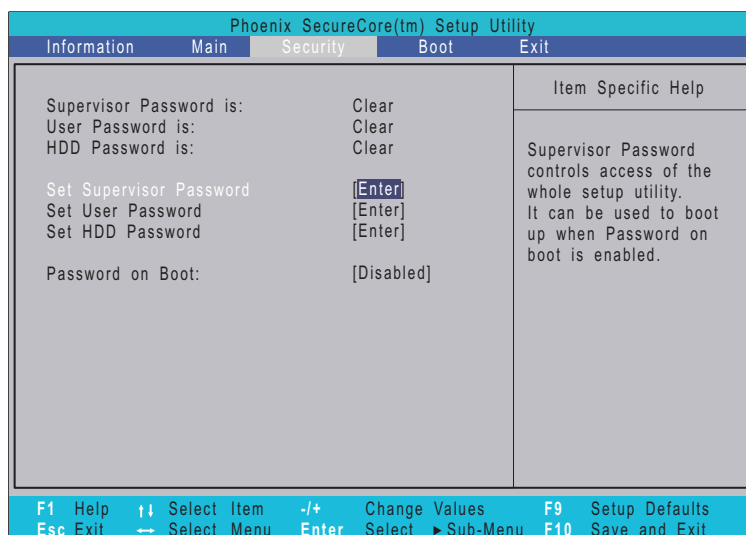 Phoenix SecureCore(tm) Setup Utility
Information Main Security Boot Exit
Item Specific Help
Supervisor Password is: Clear
User Password is: Clear
HDD Password is: Clear
Set Supervisor Password [Enter]
Set User Password [Enter]
Set HDD Password [Enter]
Password on Boot: [Disabled]
Supervisor Password
controls access of the
whole setup utility.
It can be used to boot
up when Password on
boot is enabled.
F1 Help ↑↓ Select Item -/+ Change Values F9 Setup Defaults
Esc Exit ↔ Select Menu Enter Select ►Sub-Menu F10 Save and Exit